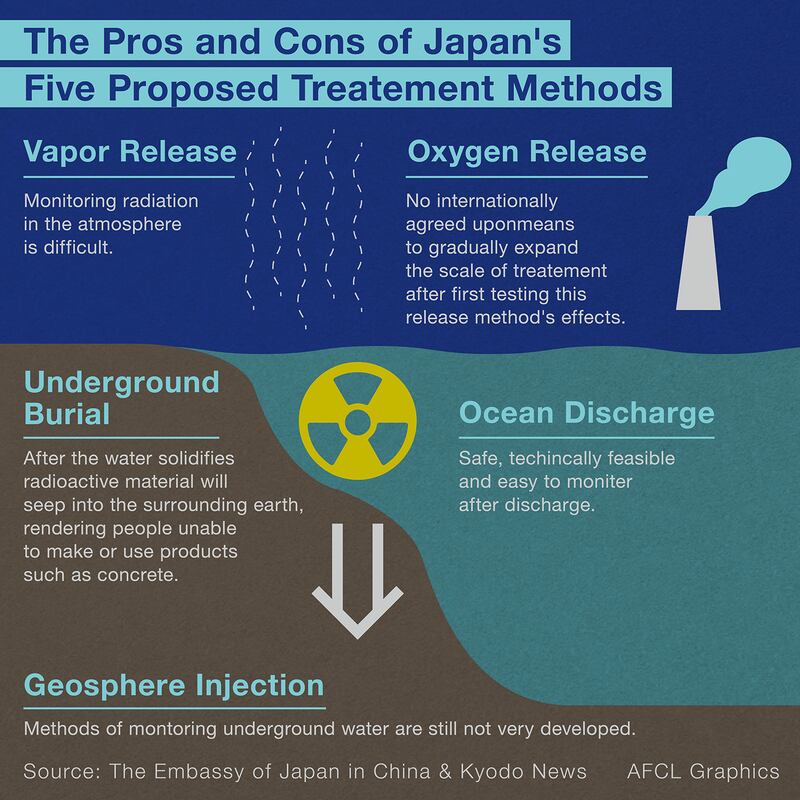 The Pros and Cons of Japan's
Five Proposed Treatement Methods
Vapor Release
Monitoring radiation
in the atmosphere
is difficult.
Oxygen Release
No internationally
agreed uponmeans
to gradually expand
the scale of treatement
after first testing this
release method's effects.
Underground
Burial
After the water solidifies
radioactive material will
seep into the surrounding earth,
rendering people unable
to make or use products
such as concrete.
Ocean Discharge
Safe, techincally feasible
and easy to moniter
after discharge.
Geosphere Injection
Methods of montoring underground water are still not very developed.
Source: The Embassy of Japan in China & Kyodo News
AFCL Graphics